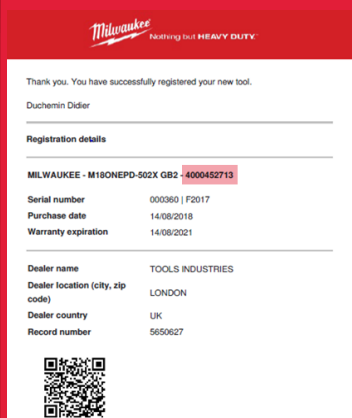 Milwaukee Nothing but HEAVY DUTY.™
Thank you. You have successfully registered your new tool.
Duchemin Didier
Registration details
MILWAUKEE - M18ONEPD-502X GB2 - 4000452713
Serial number 000360 | F2017
Purchase date 14/08/2018
Warranty expiration 14/08/2021
Dealer name TOOLS INDUSTRIES
Dealer location (city, zip
code) LONDON
Dealer country UK
Record number 5650627